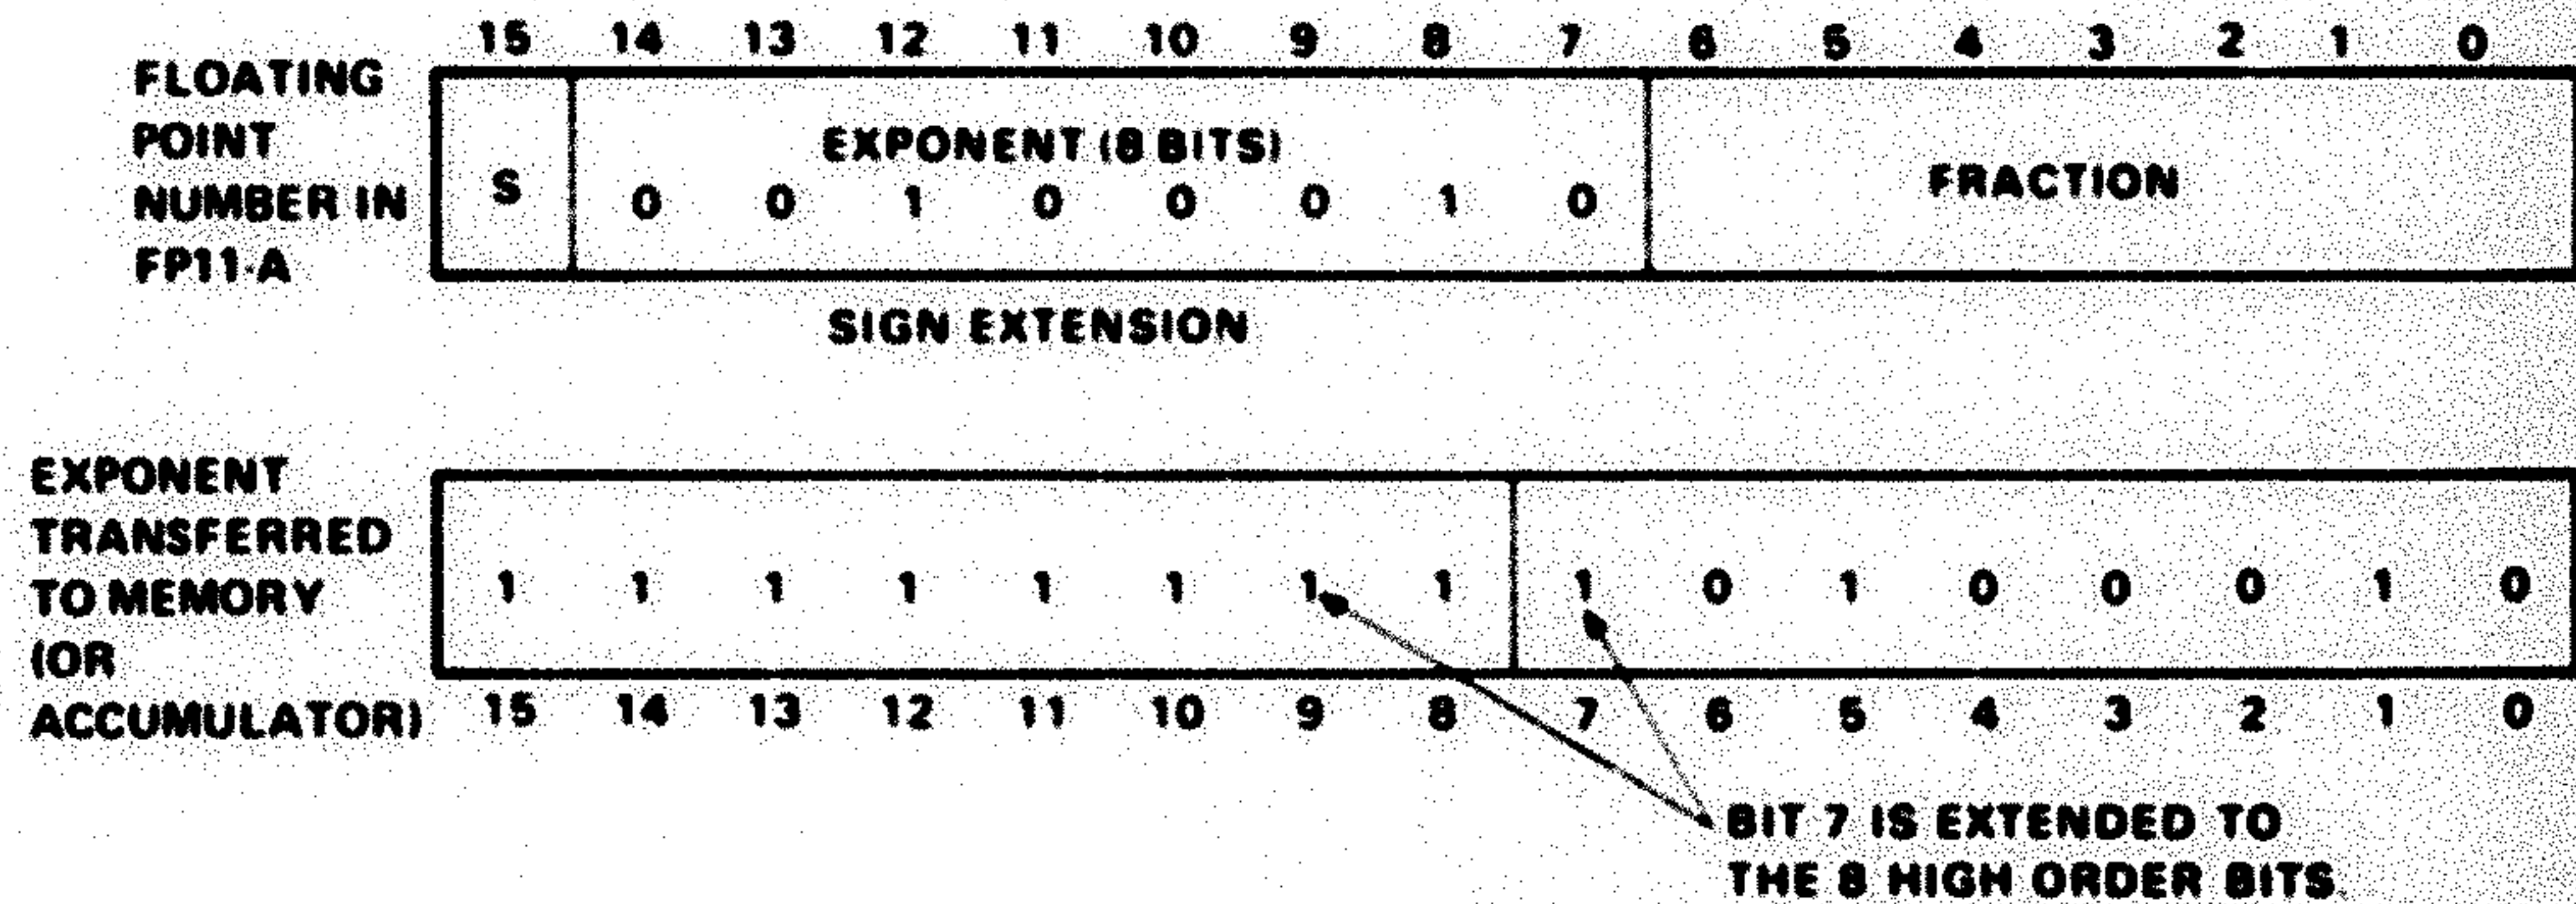 15 14 13 12 11 10 9 8 7 6 5 4 3 2 1 0
FLOATING
POINT
NUMBER IN
FP11-A
EXPONENT (8 BITS)
S 0 0 1 0 0 0 1 0
FRACTION
SIGN EXTENSION
EXPONENT
TRANSFERRED
TO MEMORY
(OR
ACCUMULATOR)
1 1 1 1 1 1 1 1 1 0 1 0 0 0 1 0
15 14 13 12 11 10 9 8 7 6 5 4 3 2 1 0
BIT 7 IS EXTENDED TO
THE 8 HIGH ORDER BITS.